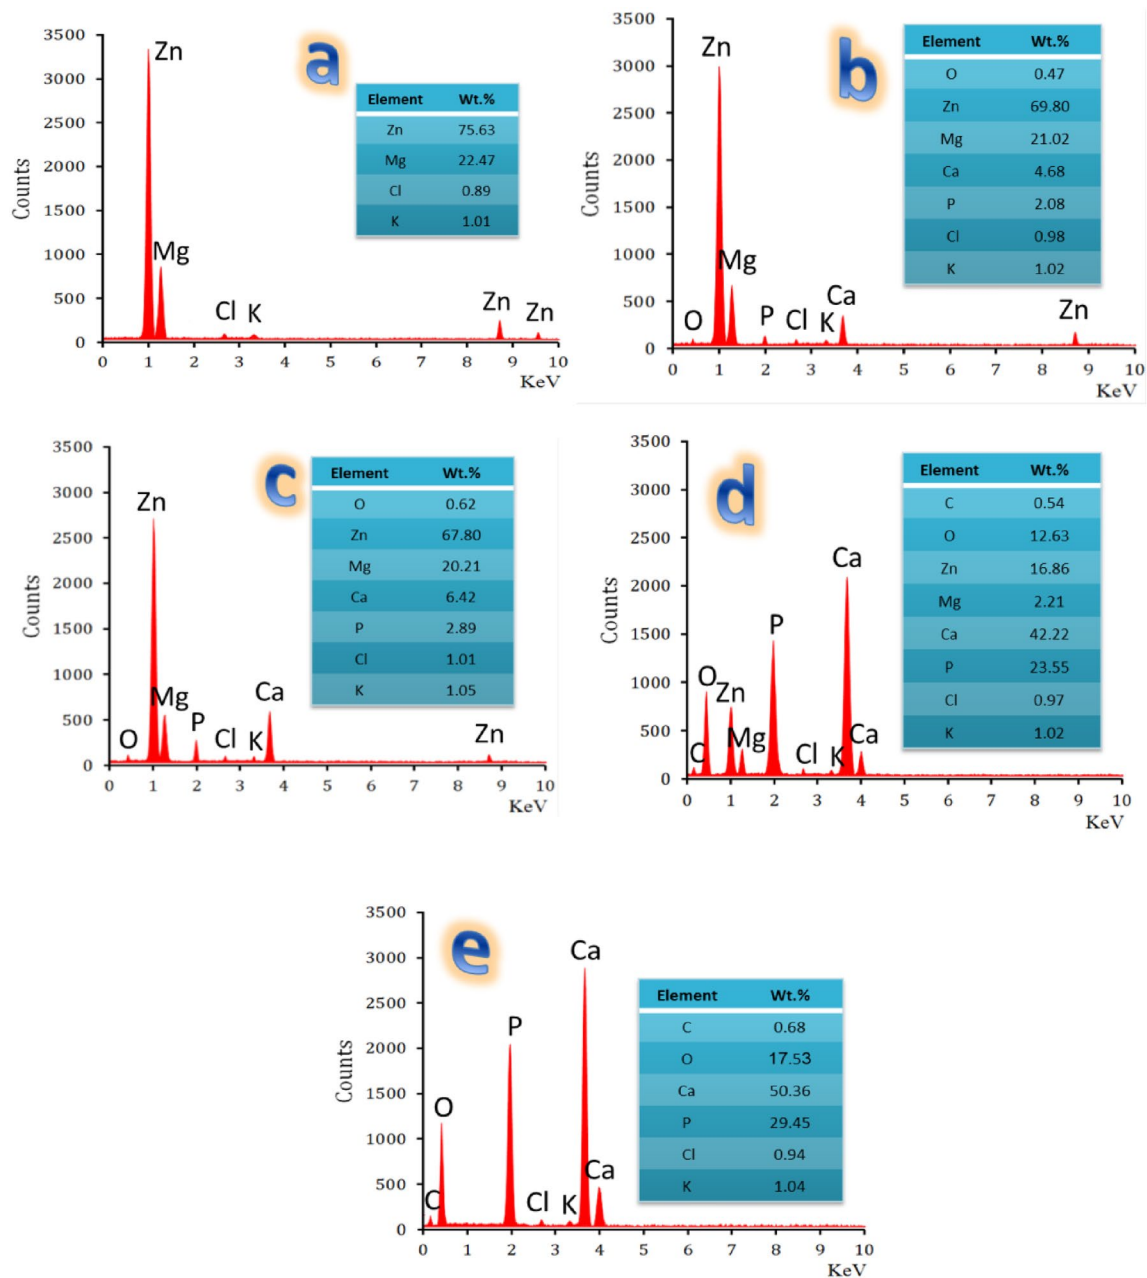 a
3500
3000
2500
2000
1500
1000
500
0
Counts
Zn
Mg
Cl
K
Zn
Zn
0 1 2 3 4 5 6 7 8 9 10
KeV
Element Wt.%
Zn 75.63
Mg 22.47
Cl 0.89
K 1.01
b
3500
3000
2500
2000
1500
1000
500
0
Counts
O
Zn
Mg
P
Cl
K
Ca
Zn
0 1 2 3 4 5 6 7 8 9 10
KeV
Element Wt.%
O 0.47
Zn 69.80
Mg 21.02
Ca 4.68
P 2.08
Cl 0.98
K 1.02
c
3500
3000
2500
2000
1500
1000
500
0
Counts
O
Zn
Mg
P
Cl
K
Ca
Zn
0 1 2 3 4 5 6 7 8 9 10
KeV
Element Wt.%
O 0.62
Zn 67.80
Mg 20.21
Ca 6.42
P 2.89
Cl 1.01
K 1.05
d
3500
3000
2500
2000
1500
1000
500
0
Counts
C
O
Zn
Mg
P
Cl
K
Ca
Ca
0 1 2 3 4 5 6 7 8 9 10
KeV
Element Wt.%
C 0.54
O 12.63
Zn 16.86
Mg 2.21
Ca 42.22
P 23.55
Cl 0.97
K 1.02
e
3500
3000
2500
2000
1500
1000
500
0
Counts
C
O
P
Cl
K
Ca
Ca
0 1 2 3 4 5 6 7 8 9 10
KeV
Element Wt.%
C 0.68
O 17.53
Ca 50.36
P 29.45
Cl 0.94
K 1.04